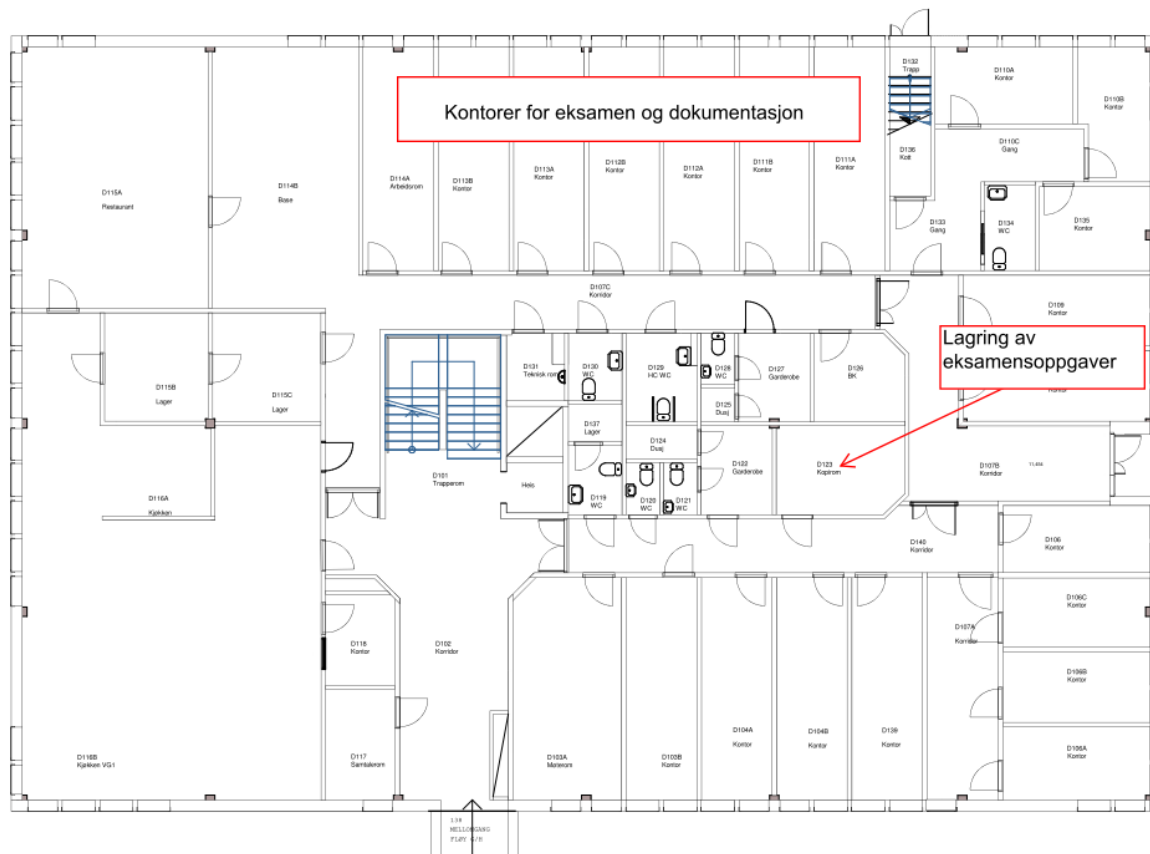 D132
Trapp
D110A
Kontor
D110B
Kontor
Kontorer for eksamen og dokumentasjon
D136
Kott
D110C
Gang
D115A
Restaurant
D114B
Base
D114A
Arbeidsrom
D113B
Kontor
D113A
Kontor
D112B
Kontor
D112A
Kontor
D111B
Kontor
D111A
Kontor
D133
Gang
D134
WC
D135
Kontor
D107C
Korridor
D109
Kontor
Lagring av
eksamensoppgaver
Kontor
D115B
Lager
D115C
Lager
D131
Teknisk rom
D130
WC
D129
HC WC
D128
WC
D127
Garderobe
D126
BK
D125
Dusj
D137
Lager
D124
Dusj
D122
Garderobe
D123
Kopirom
D107B
Korridor
D101
Trapperom
Heis
D119
WC
D120
WC
D121
WC
D116A
Kjøkken
D140
Korridor
D106
Kontor
D106C
Kontor
D107A
Korridor
D118
Kontor
D102
Korridor
D106B
Kontor
D116B
Kjøkken VG1
D117
Samtalerom
D103A
Møterom
D103B
Kontor
D104A
Kontor
D104B
Kontor
D139
Kontor
D106A
Kontor
MELLOMGANG